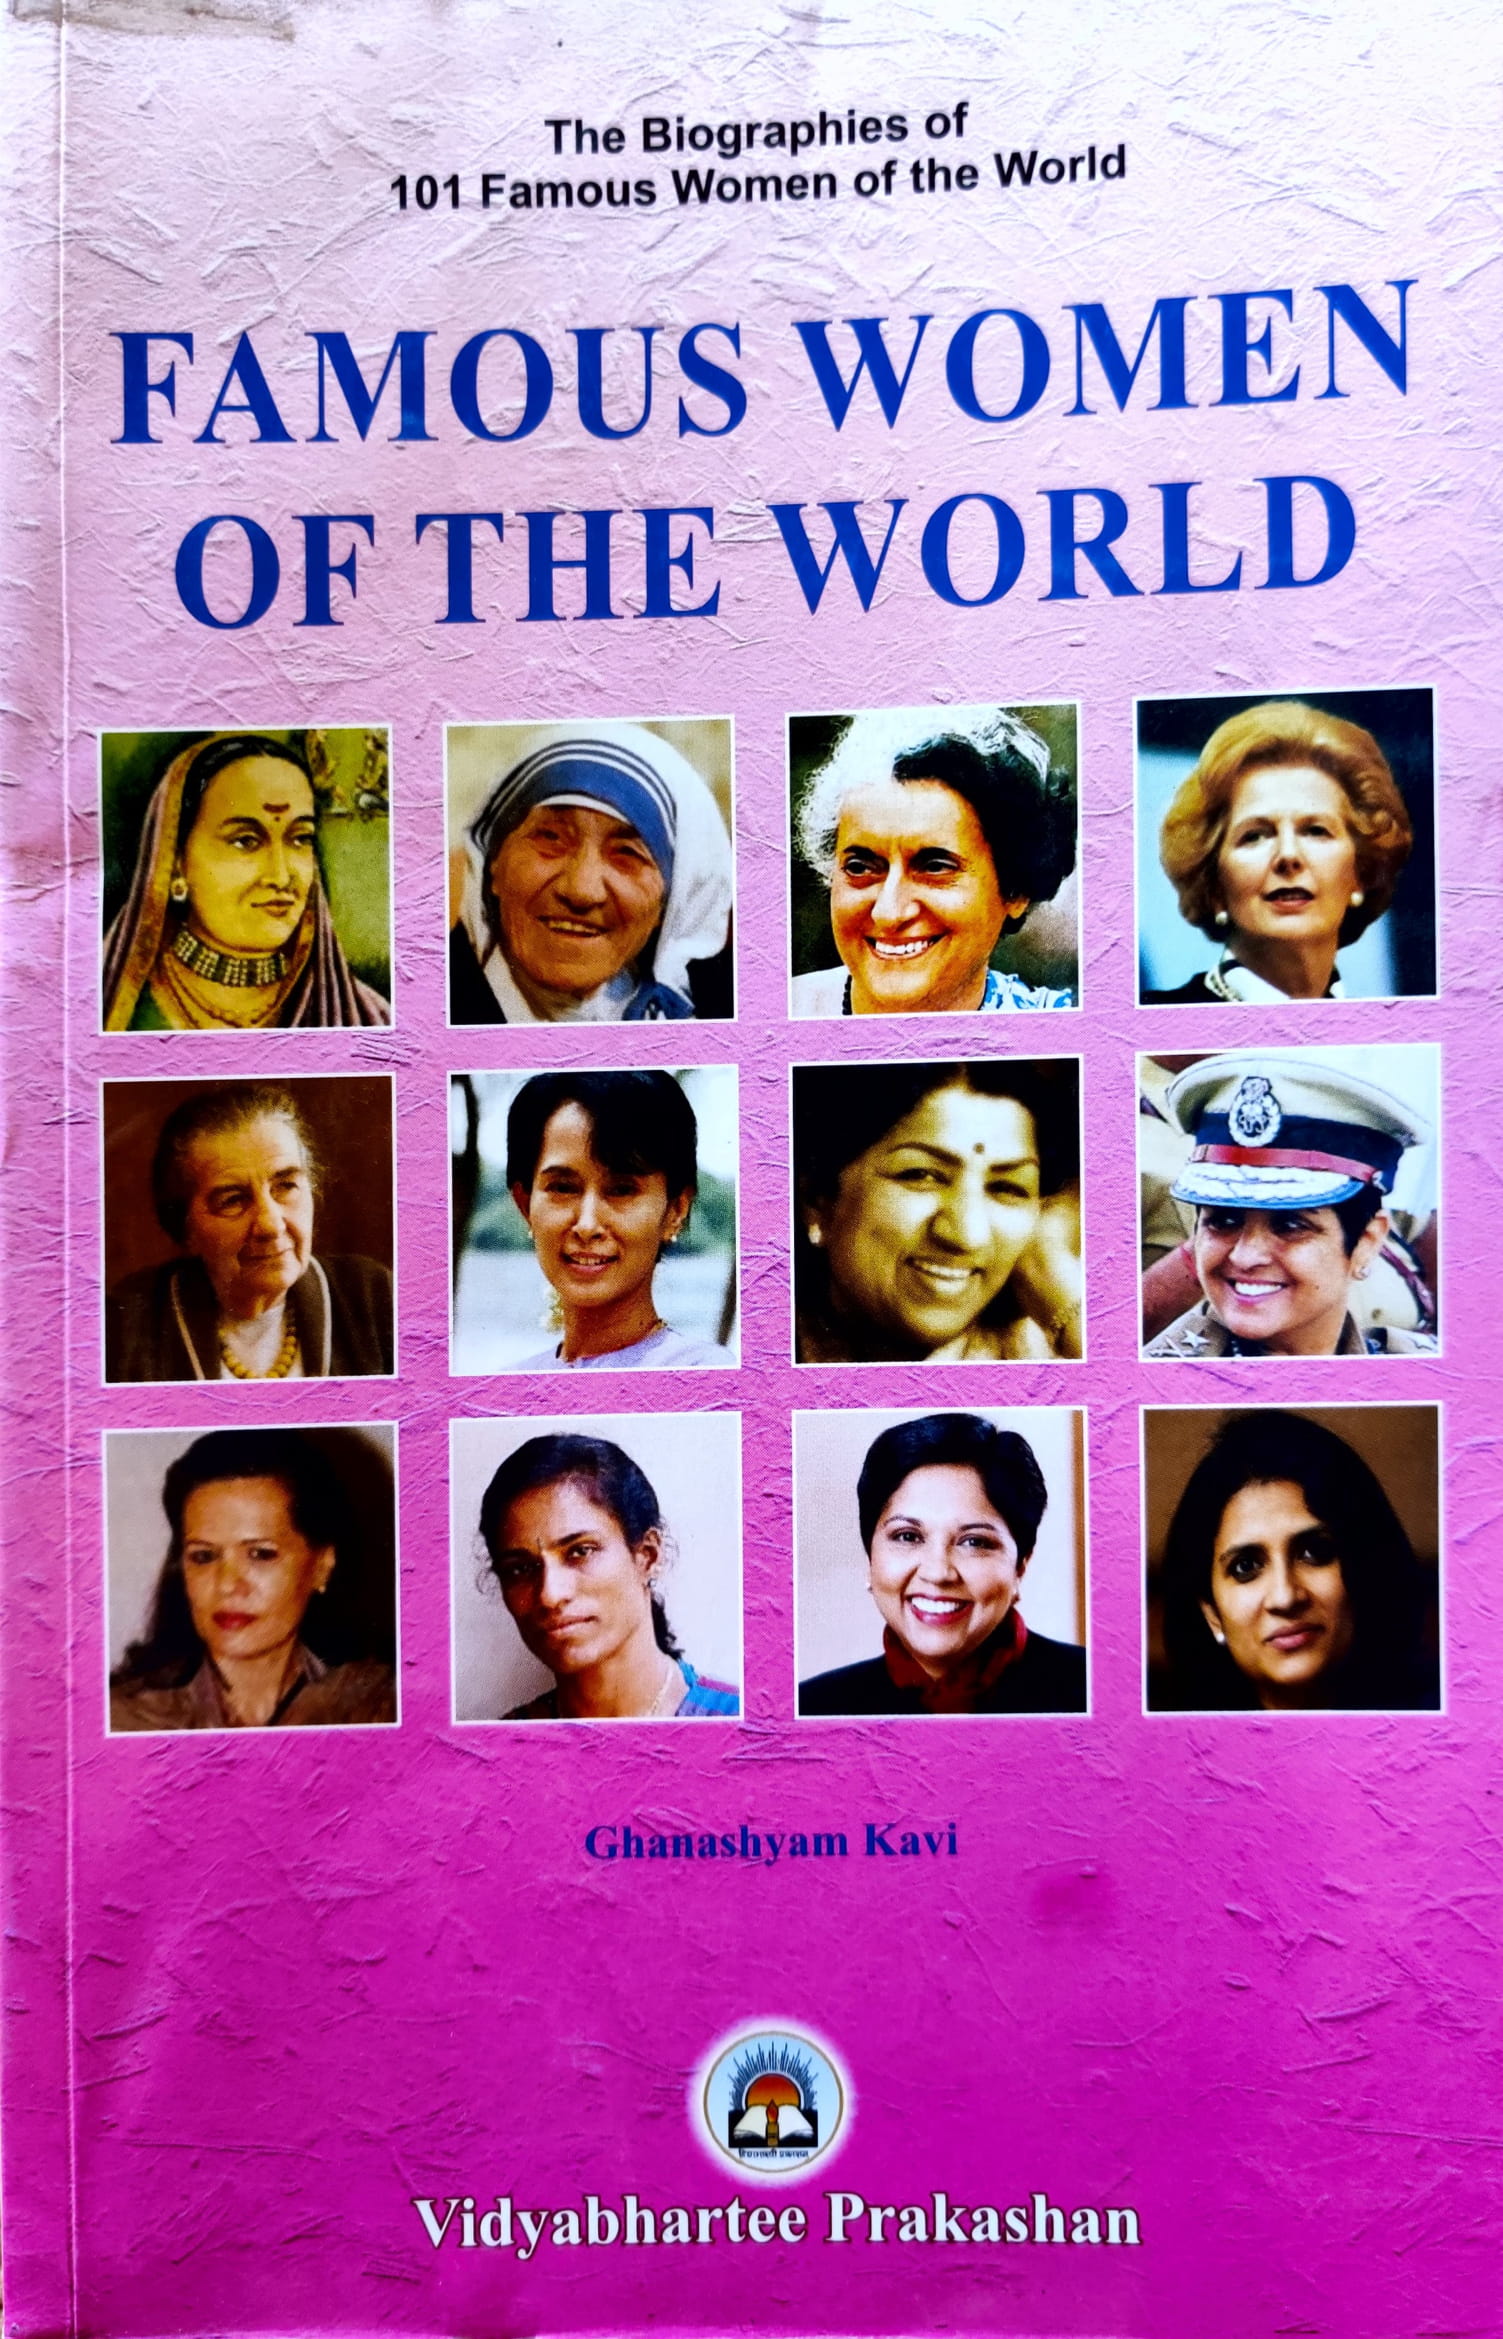 The Biographies of
101 Famous Women of the World
FAMOUS WOMEN
OF THE WORLD
Ghanashyam Kavi
Vidyabhartee Prakashan